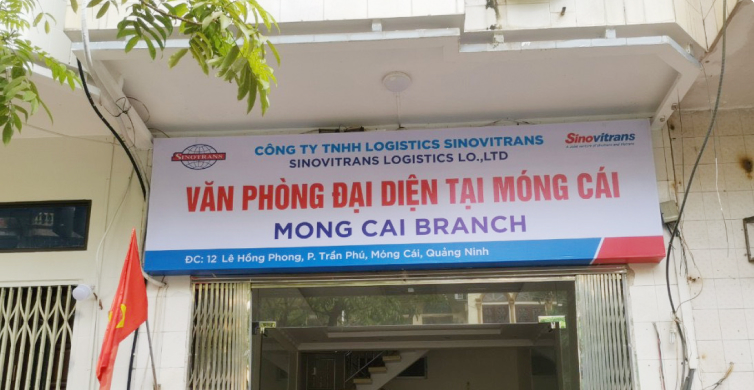 SINOTRANS
CÔNG TY TNHH LOGISTICS SINOVITRANS
Sinovitrans
SINOVITRANS LOGISTICS LO.,LTD
VĂN PHÒNG ĐẠI DIỆN TẠI MÓNG CÁI
MONG CAI BRANCH
ĐC: 12 Lê Hồng Phong, P. Trần Phú, Móng Cái, Quảng Ninh